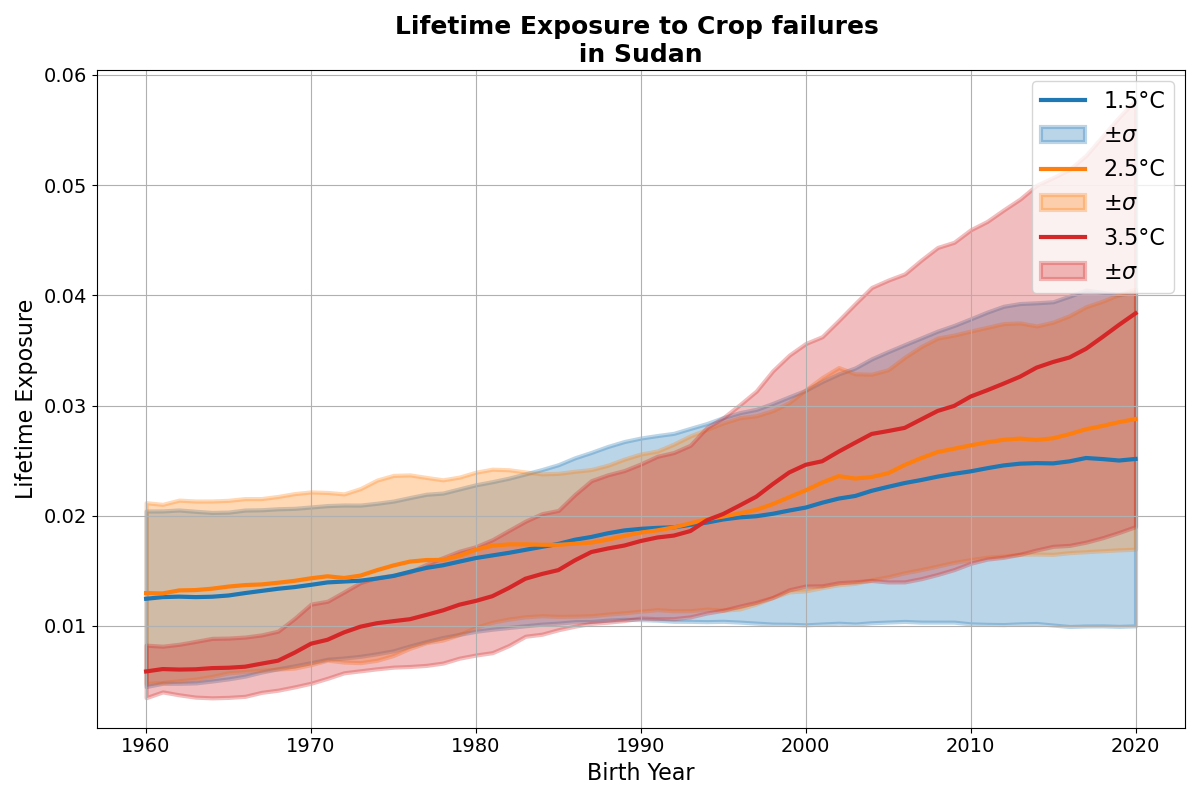 Lifetime Exposure to Crop failures
in Sudan
0.06
0.05
0.04
0.03
0.02
0.01
Lifetime Exposure
1960
1970
1980
1990
2000
2010
2020
Birth Year
1.5°C
±σ
2.5°C
±σ
3.5°C
±σ